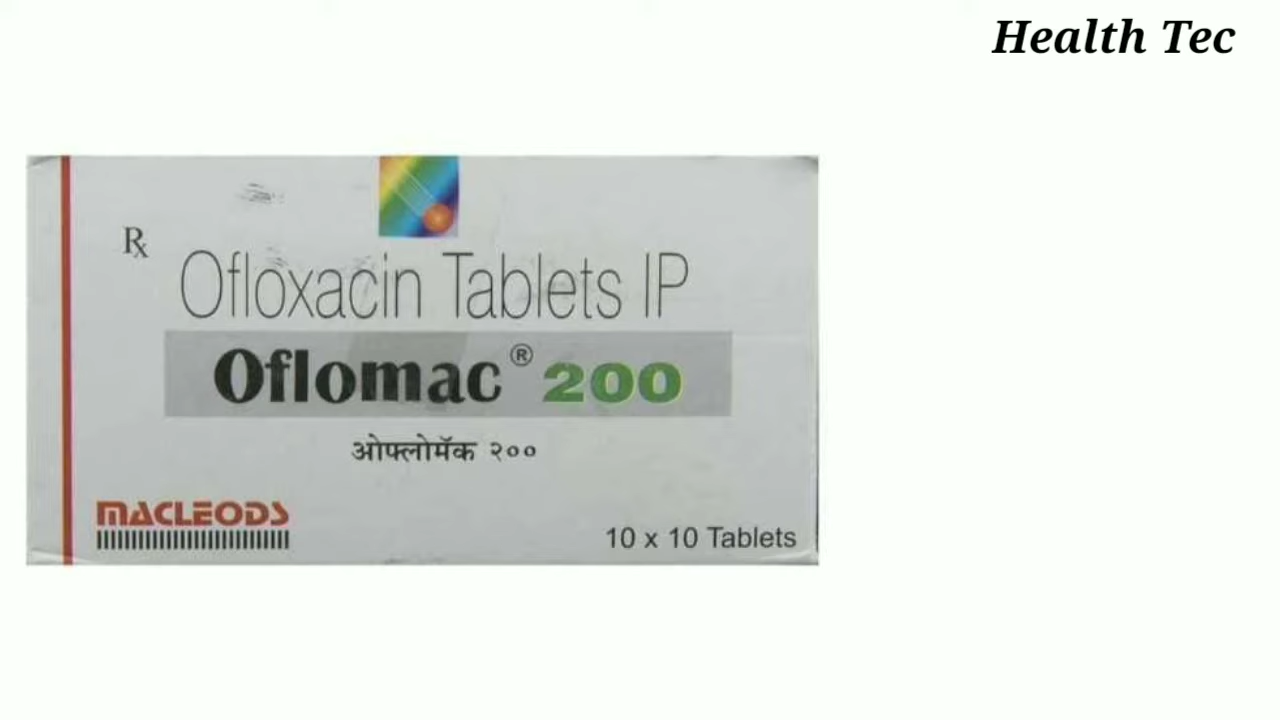 Health Tec
Rx
Ofloxacin Tablets IP
Oflomac® 200
ओफ्लोमॅक २००
MACLEODS
10 x 10 Tablets